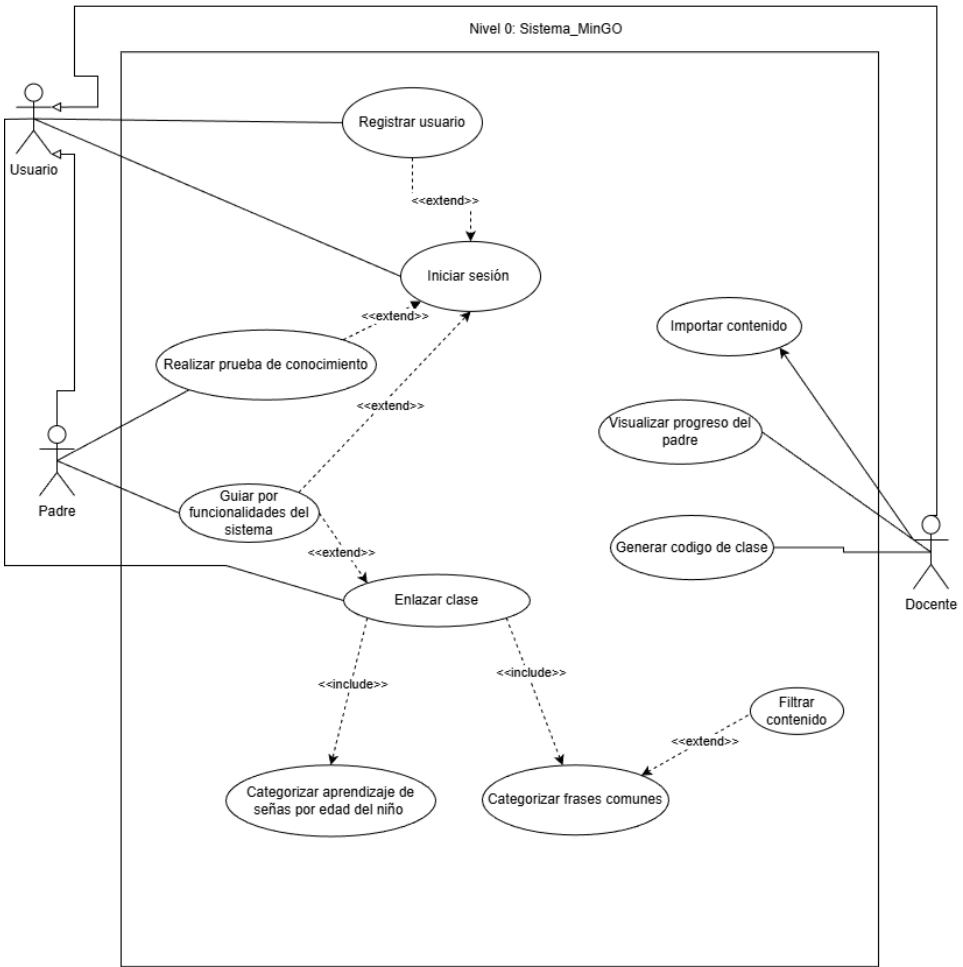 Nivel 0: Sistema_MinGO
Usuario
Registrar usuario
<<extend>>
Iniciar sesión
<<extend>>
Realizar prueba de conocimiento
<<extend>>
Importar contenido
Visualizar progreso del
padre
Padre
Guiar por
funcionalidades del
sistema
<<extend>>
Generar codigo de clase
Docente
Enlazar clase
<<include>>
<<include>>
Filtrar
contenido
<<extend>>
Categorizar aprendizaje de
señas por edad del niño
Categorizar frases comunes